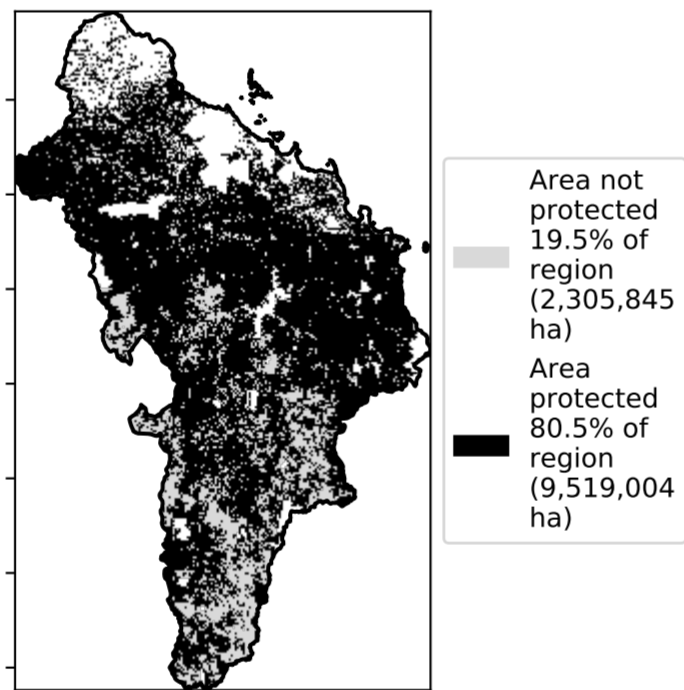 Area not
protected
19.5% of
region
(2,305,845
ha)
Area
protected
80.5% of
region
(9,519,004
ha)